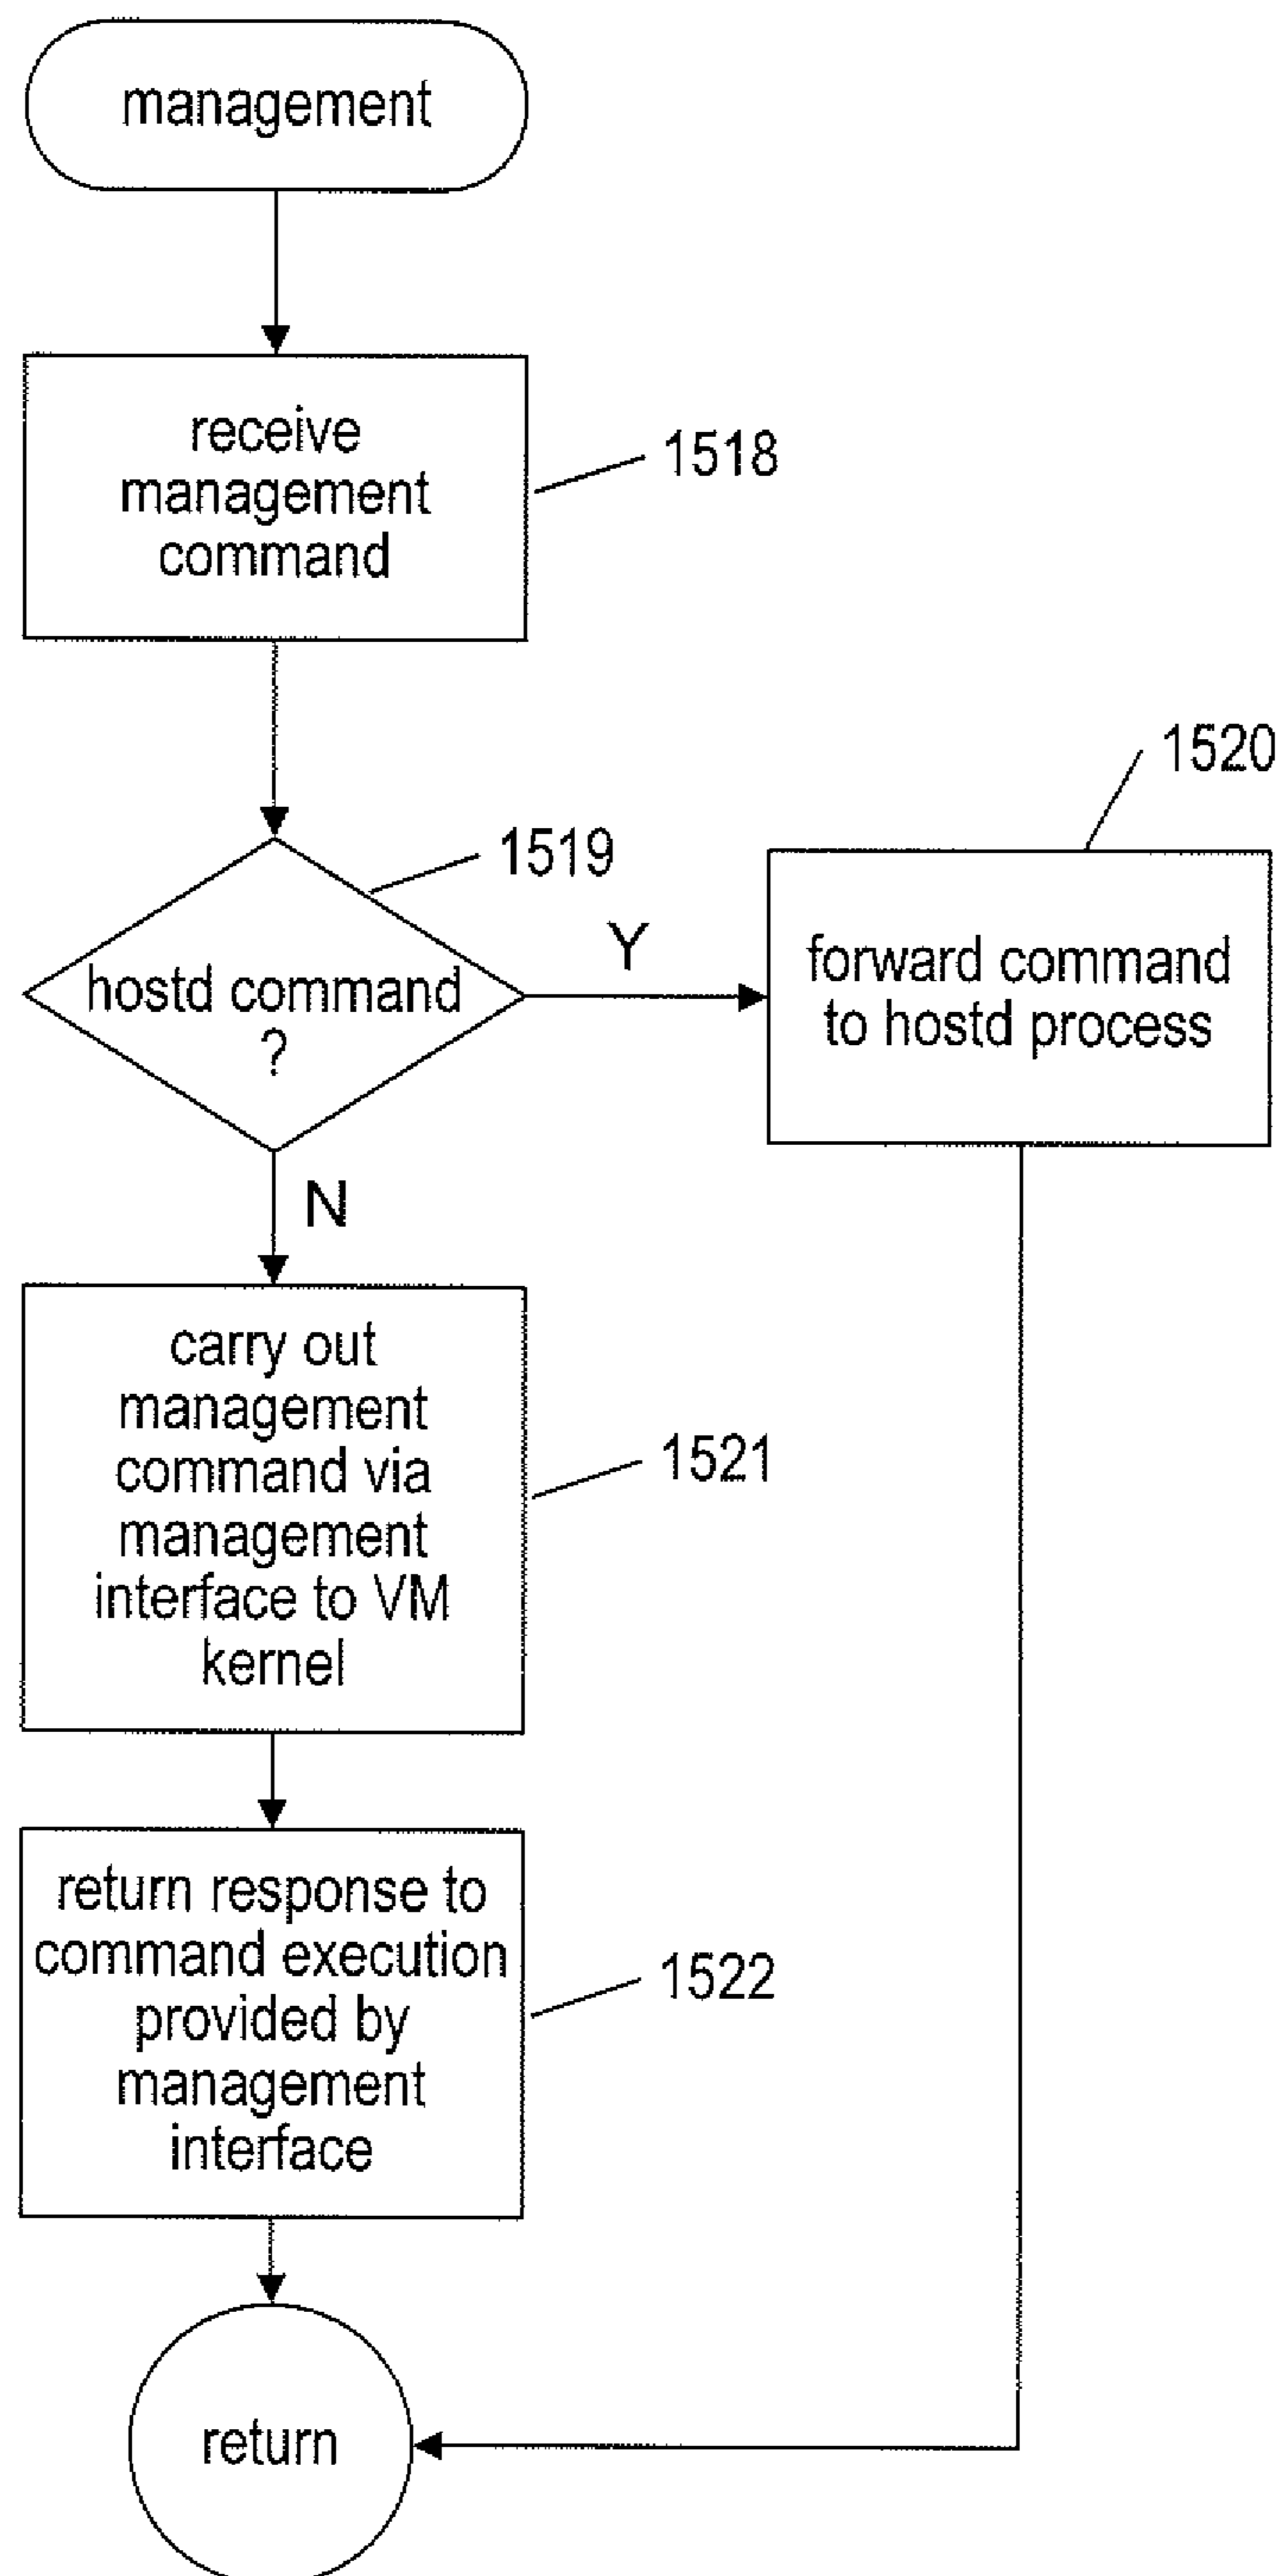 management
receive
management
command
1518
1519
hostd command
?
Y
1520
forward command
to hostd process
N
carry out
management
command via
management
interface to VM
kernel
1521
return response to
command execution
provided by
management
interface
1522
return